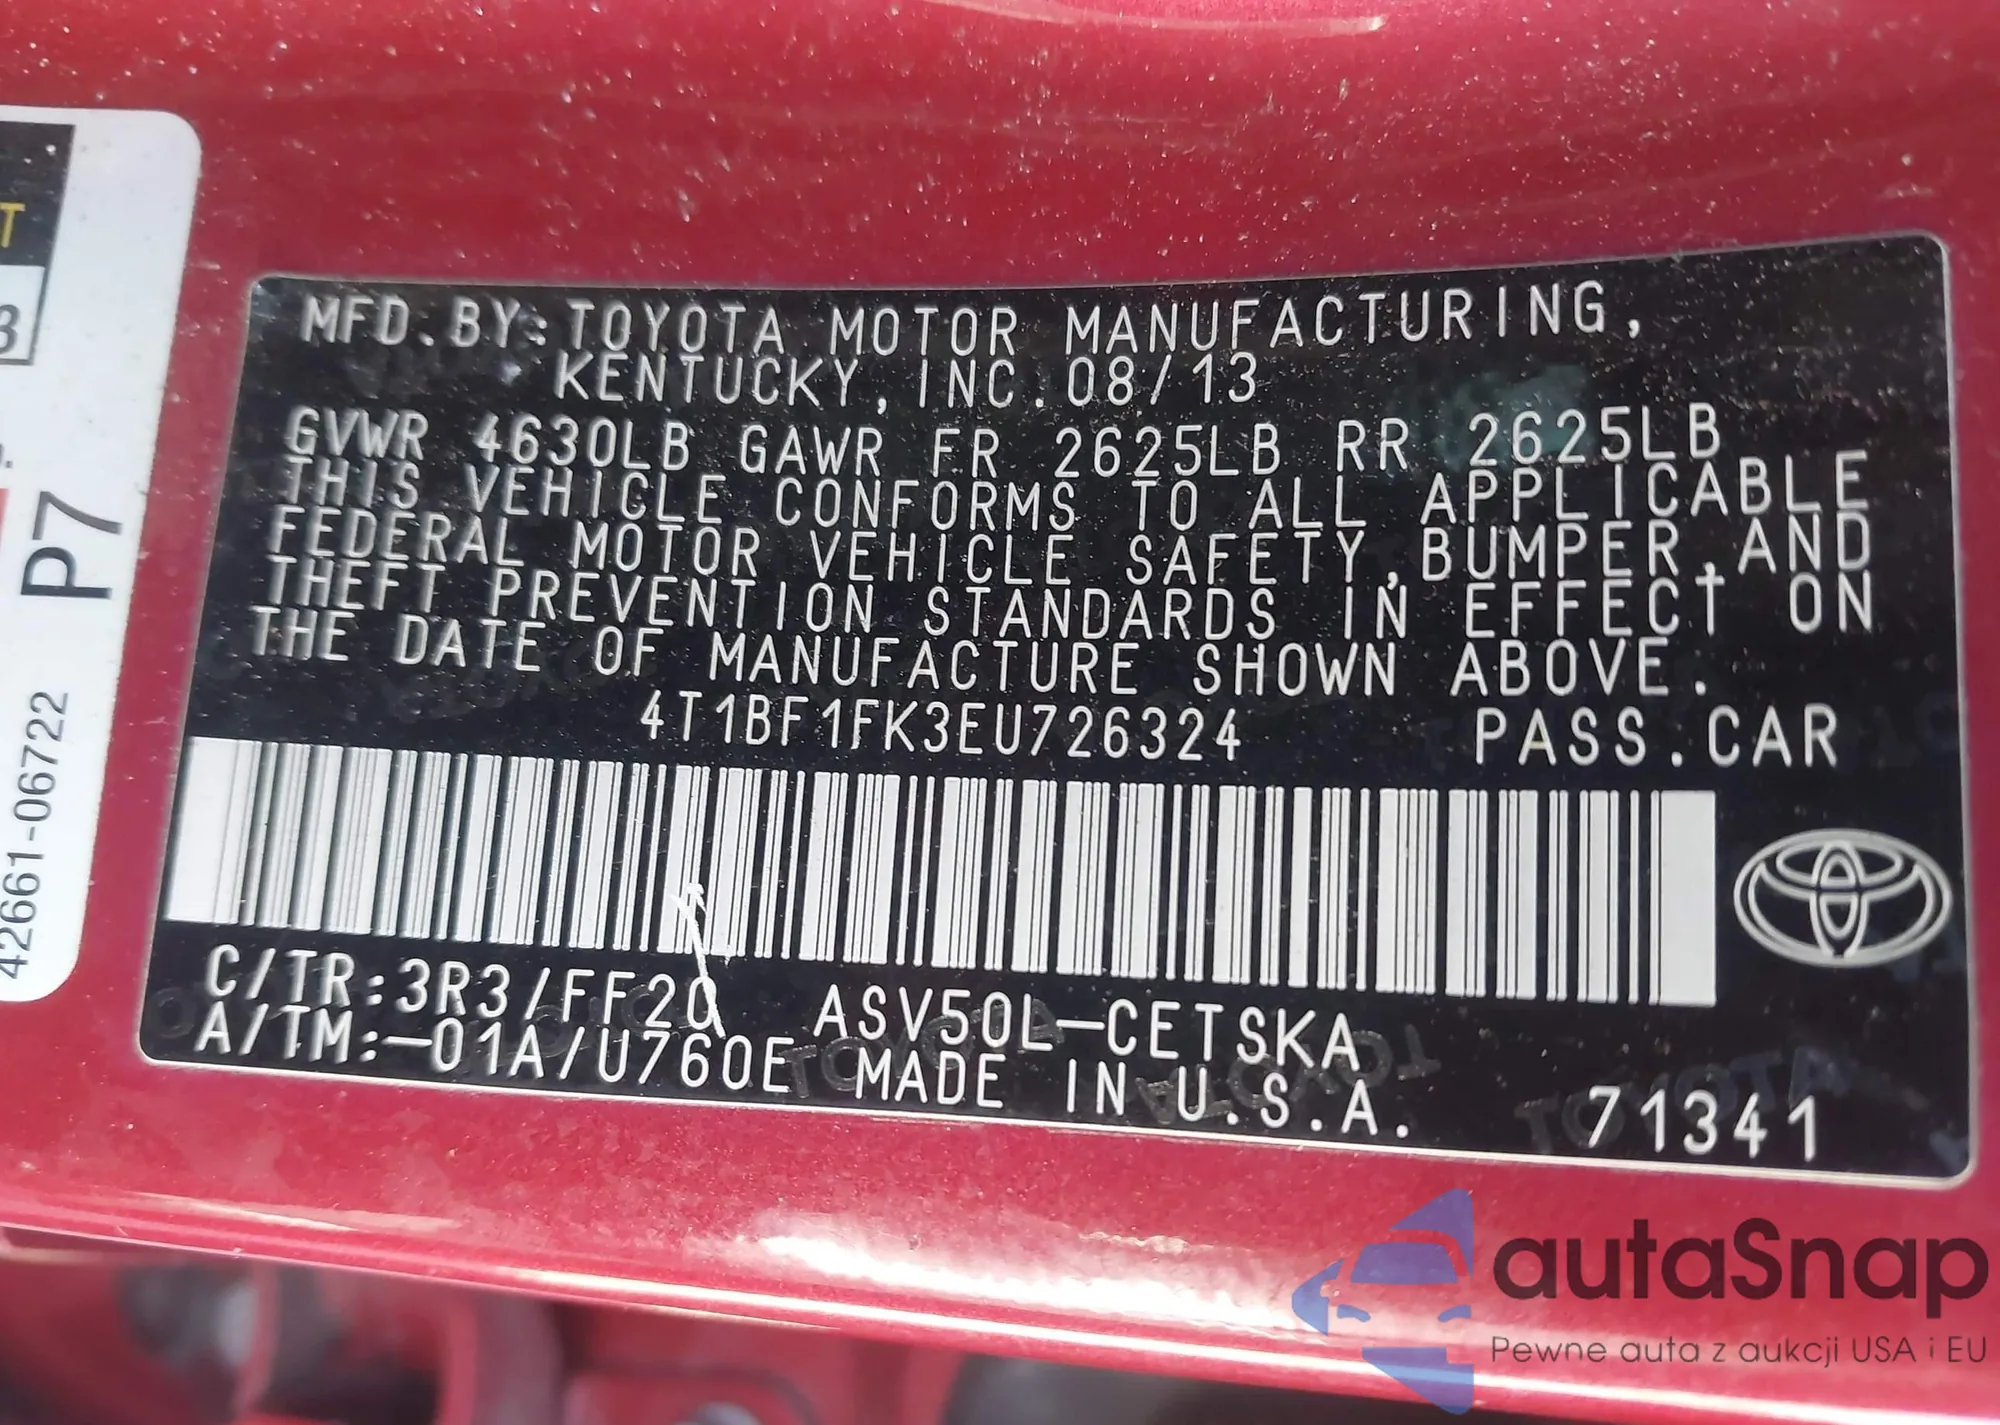 T
3
P7
42661-06722
MFD.BY:TOYOTA MOTOR MANUFACTURING,
KENTUCKY, INC. 08/13
GVWR 4630LB GAWR FR 2625LB RR 2625LB
THIS VEHICLE CONFORMS TO ALL APPLICABLE
FEDERAL MOTOR VEHICLE SAFETY,BUMPER,AND
THEFT PREVENTION STANDARDS IN EFFECT ON
THE DATE OF MANUFACTURE SHOWN ABOVE.
4T1BF1FK3EU726324 PASS.CAR
C/TR:3R3/FF20 ASV50L-CETSKA
A/TM:-01A/U760E MADE IN U.S.A. 71341
autaSnap
Pewne auta z aukcji USA i EU